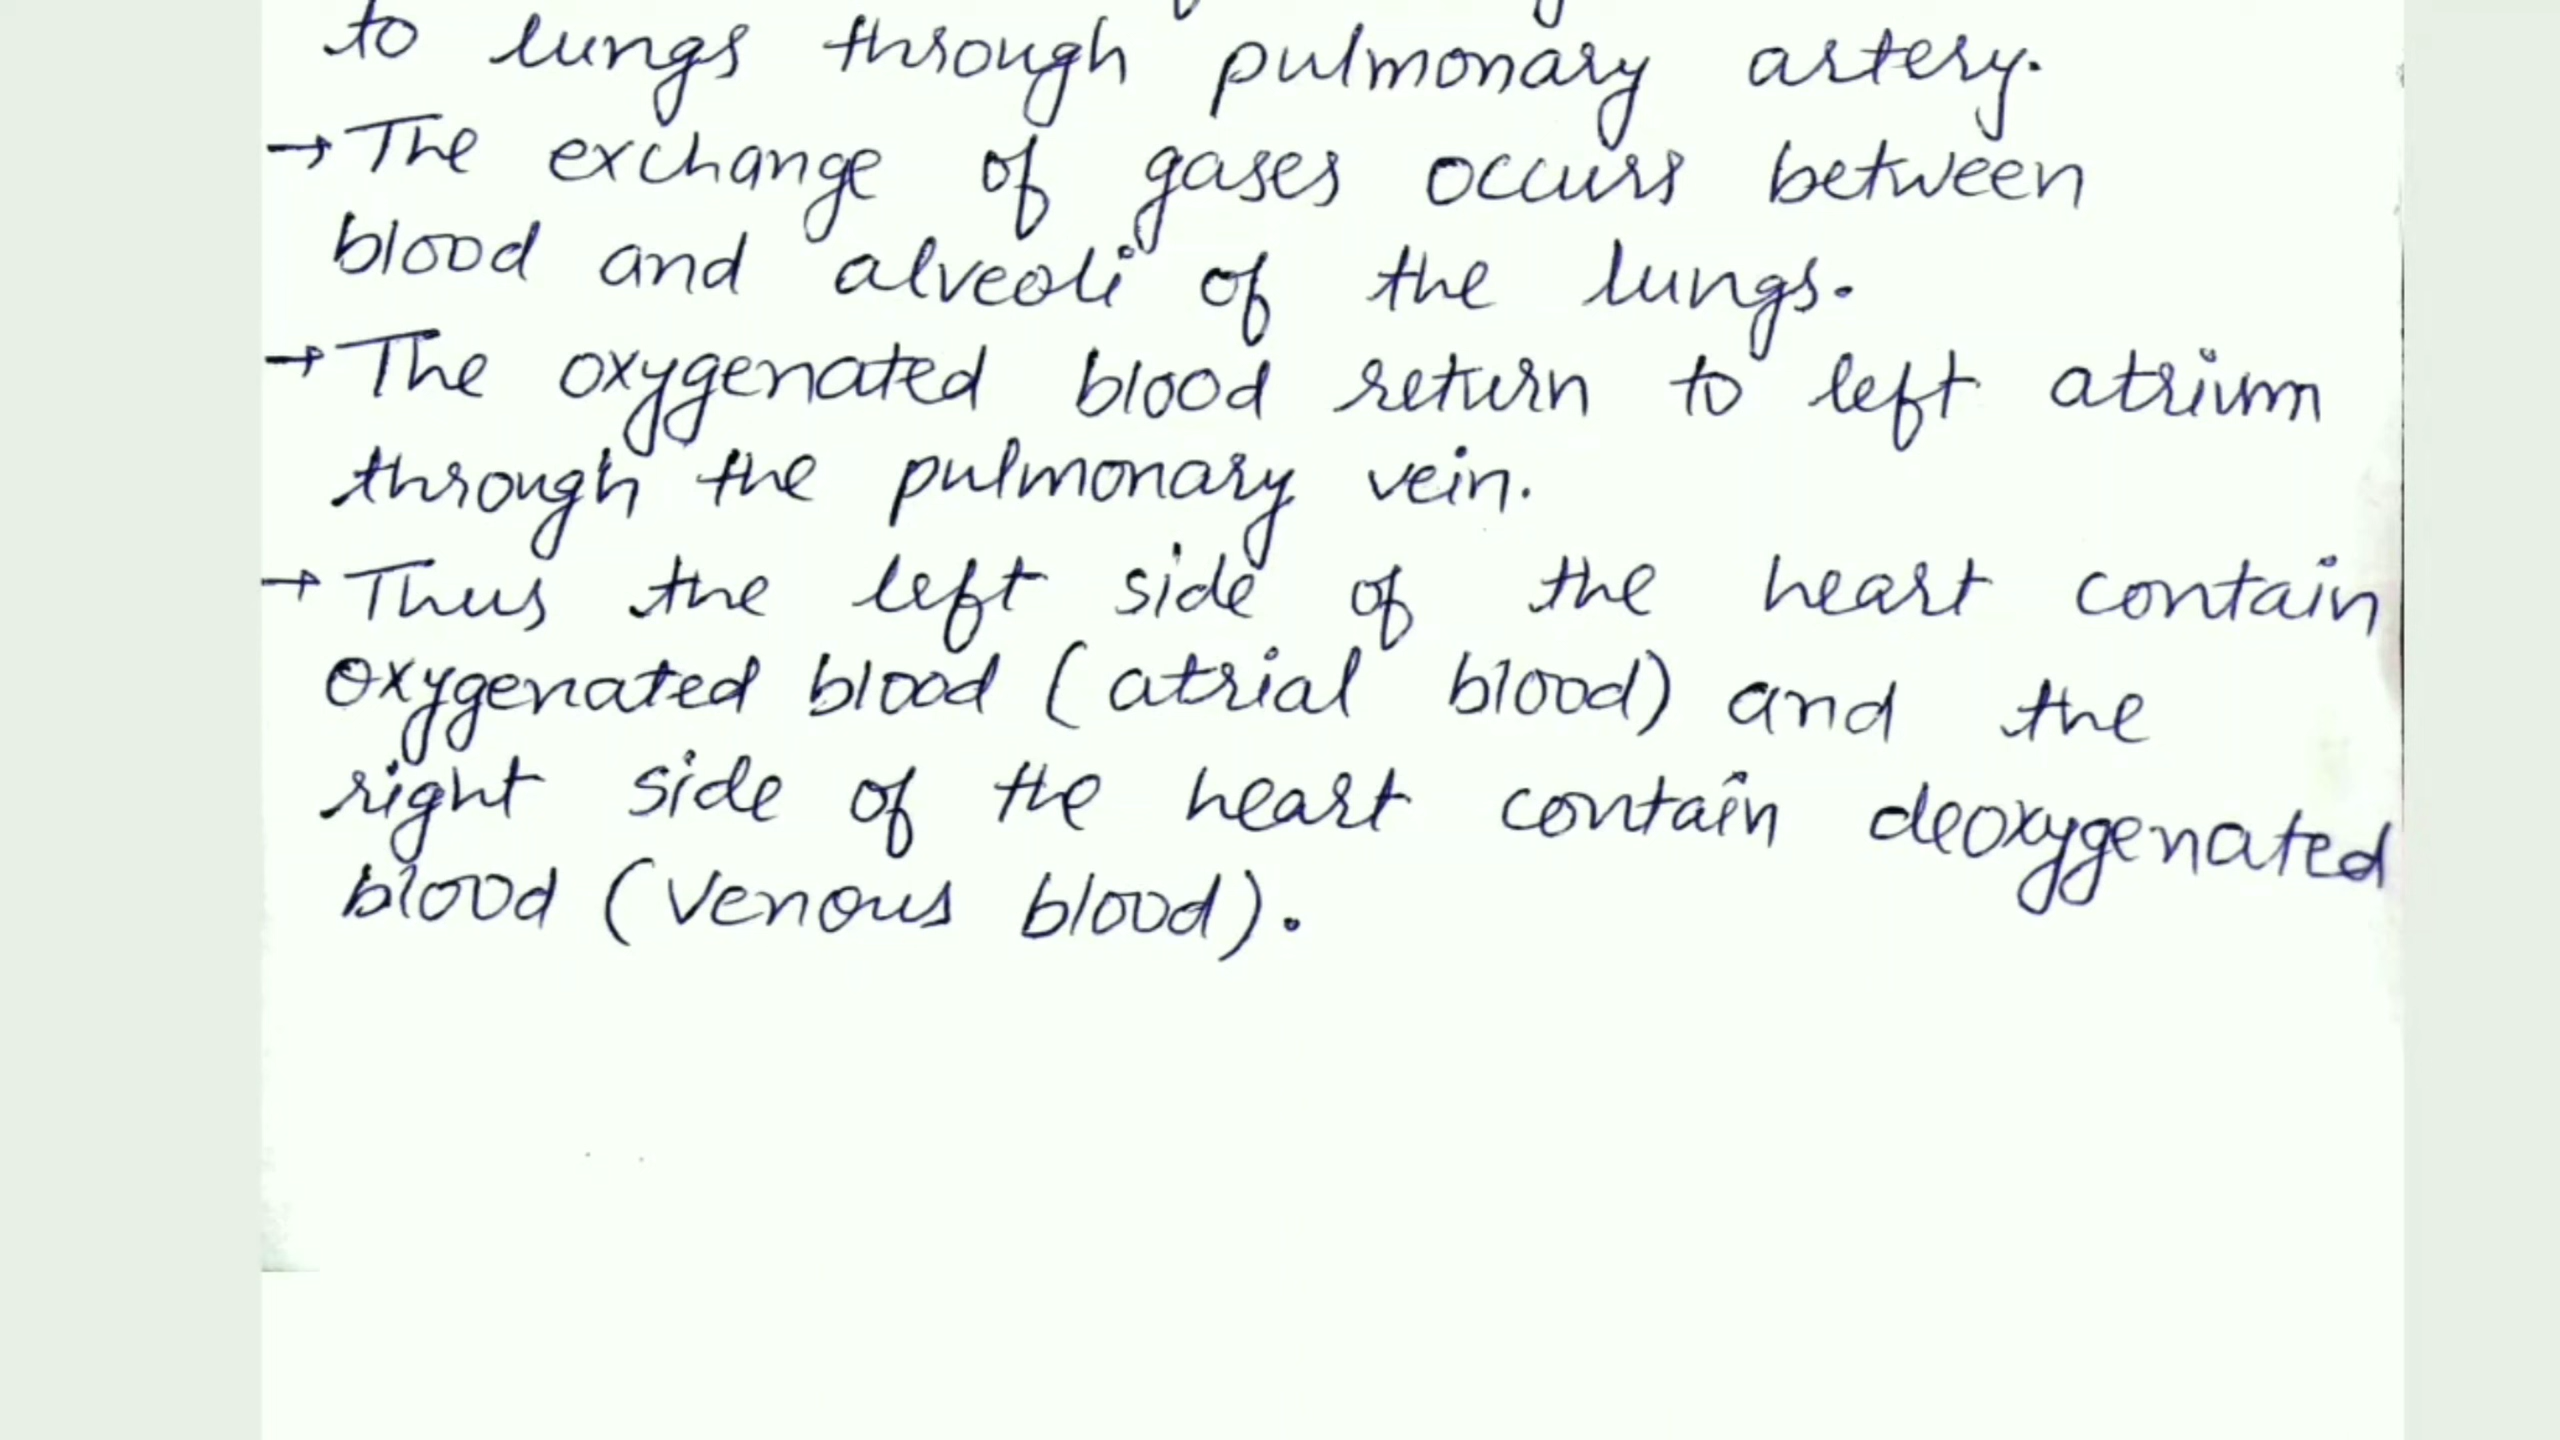 to lungs through pulmonary artery.
→ The exchange of gases occurs between
blood and alveoli of the lungs.
→ The oxygenated blood return to left atrium
through the pulmonary vein.
→ Thus the left side of the heart contain
oxygenated blood (atrial blood) and the
right side of the heart contain deoxygenated
blood (venous blood).